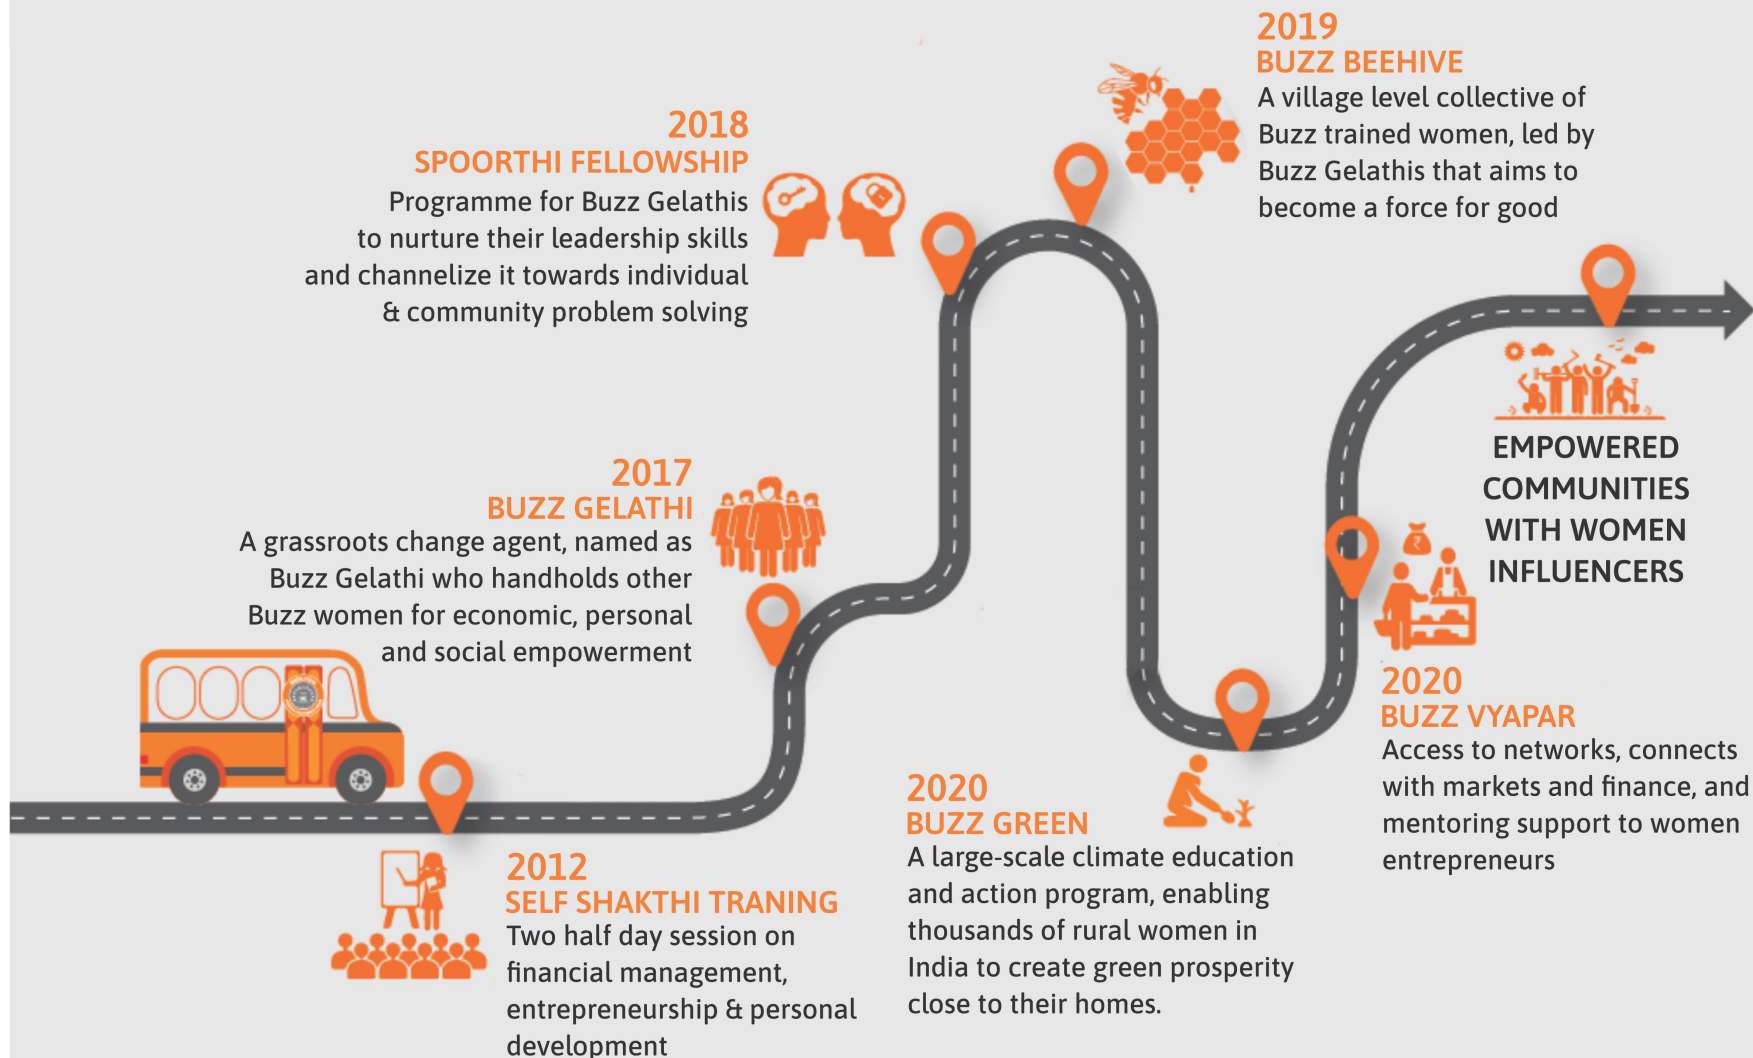 2012
SELF SHAKTHI TRANING
Two half day session on
financial management,
entrepreneurship & personal
development
2017
BUZZ GELATHI
A grassroots change agent, named as
Buzz Gelathi who handholds other
Buzz women for economic, personal
and social empowerment
2018
SPOORTHI FELLOWSHIP
Programme for Buzz Gelathis
to nurture their leadership skills
and channelize it towards individual
& community problem solving
2019
BUZZ BEEHIVE
A village level collective of
Buzz trained women, led by
Buzz Gelathis that aims to
become a force for good
2020
BUZZ GREEN
A large-scale climate education
and action program, enabling
thousands of rural women in
India to create green prosperity
close to their homes.
₹
2020
BUZZ VYAPAR
Access to networks, connects
with markets and finance, and
mentoring support to women
entrepreneurs
EMPOWERED
COMMUNITIES
WITH WOMEN
INFLUENCERS